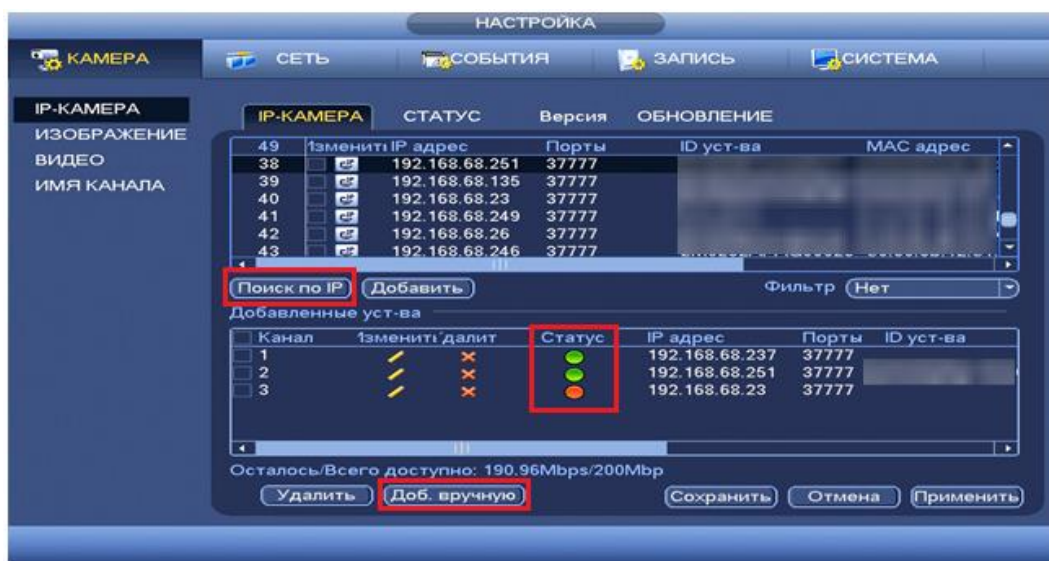 НАСТРОЙКА
КАМЕРА СЕТЬ СОБЫТИЯ ЗАПИСЬ СИСТЕМА
IP-КАМЕРА
ИЗОБРАЖЕНИЕ
ВИДЕО
ИМЯ КАНАЛА
IP-КАМЕРА СТАТУС Версия ОБНОВЛЕНИЕ
49 Изменить IP адрес Порты ID уст-ва MAC адрес
38 192.168.68.251 37777
39 192.168.68.135 37777
40 192.168.68.23 37777
41 192.168.68.249 37777
42 192.168.68.26 37777
43 192.168.68.246 37777
Поиск по IP Добавить Фильтр Нет
Добавленные уст-ва
Канал Изменить Удалит Статус IP адрес Порты ID уст-ва
1 192.168.68.237 37777
2 192.168.68.251 37777
3 192.168.68.23 37777
Осталось/Всего доступно: 190.96Mbps/200Mbp
Удалить Доб. вручную Сохранить Отмена Применить